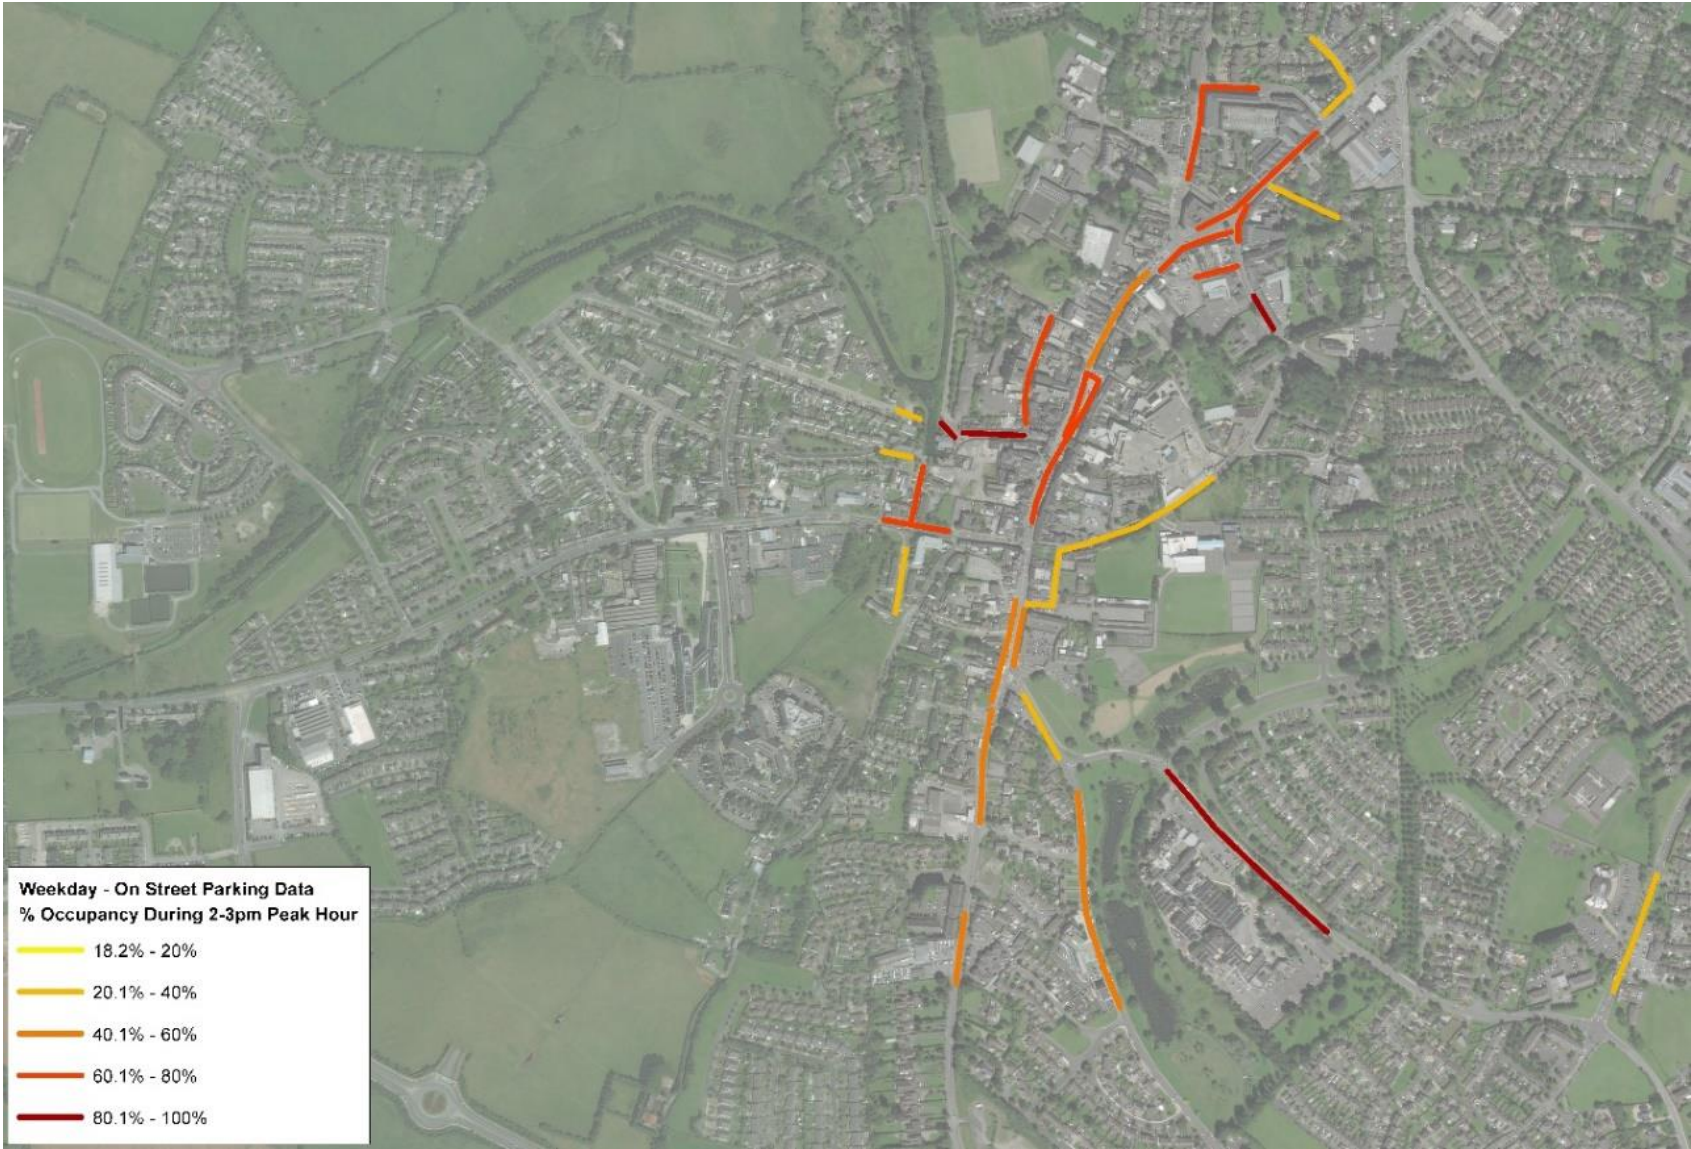 Weekday - On Street Parking Data
% Occupancy During 2-3pm Peak Hour
18.2% - 20%
20.1% - 40%
40.1% - 60%
60.1% - 80%
80.1% - 100%